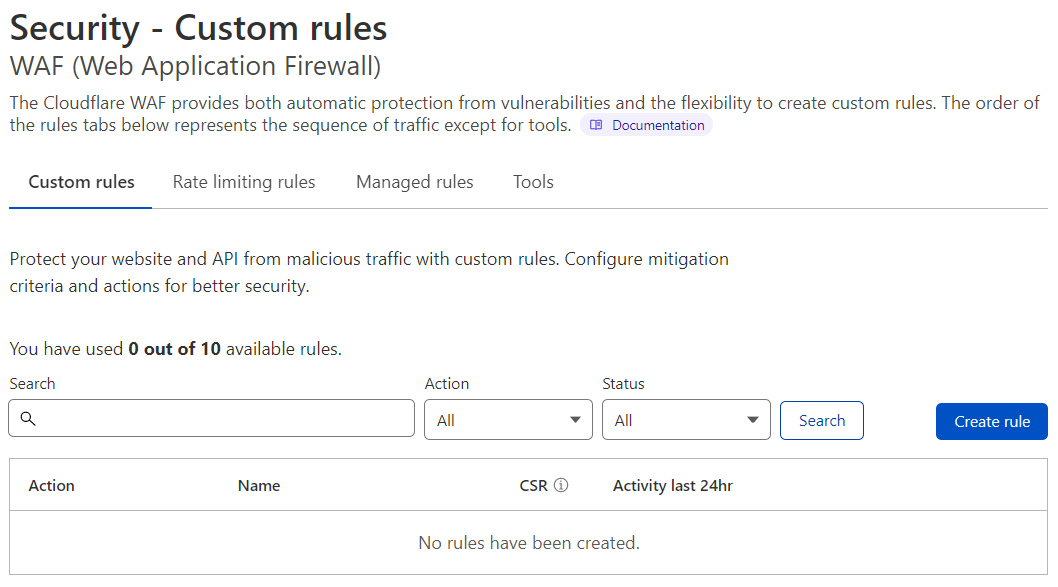 Security - Custom rules
WAF (Web Application Firewall)
The Cloudflare WAF provides both automatic protection from vulnerabilities and the flexibility to create custom rules. The order of
the rules tabs below represents the sequence of traffic except for tools. Documentation
Custom rules Rate limiting rules Managed rules Tools
Protect your website and API from malicious traffic with custom rules. Configure mitigation
criteria and actions for better security.
You have used 0 out of 10 available rules.
Search Action Status
All All Search Create rule
Action Name CSR Activity last 24hr
No rules have been created.